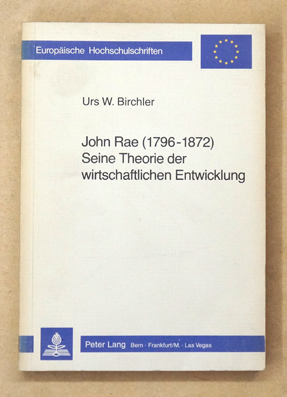 Europäische Hochschulschriften
Urs W. Birchler
John Rae (1796-1872)
Seine Theorie der
wirtschaftlichen Entwicklung
Peter Lang Bern · Frankfurt/M. · Las Vegas